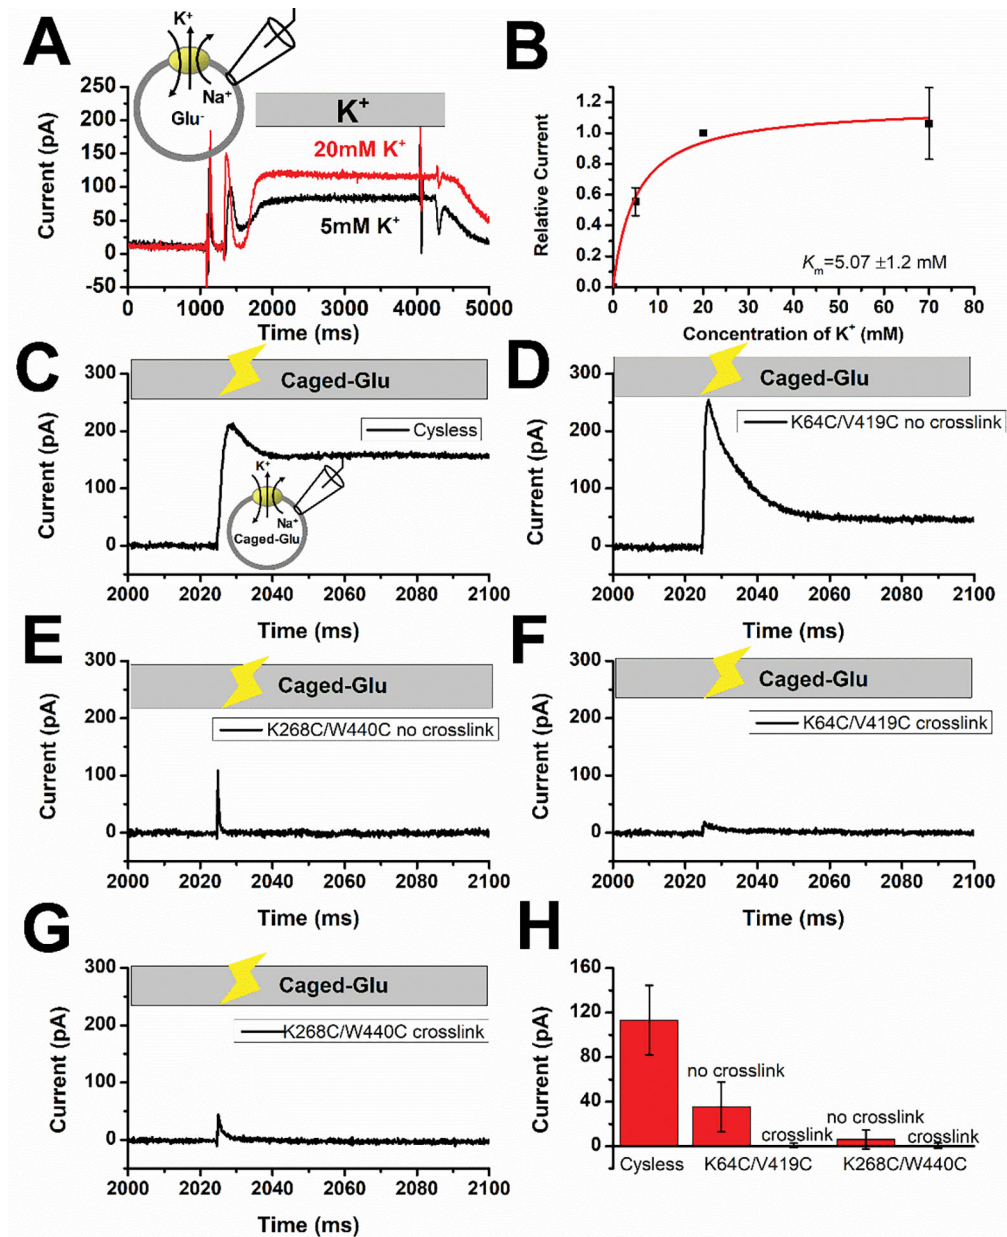 A
K⁺
Na⁺
Glu⁻
K⁺
20mM K⁺
5mM K⁺
250
200
150
100
50
0
-50
Current (pA)
0 1000 2000 3000 4000 5000
Time (ms)
B
1.2
1.0
0.8
0.6
0.4
0.2
0.0
Relative Current
Kₘ=5.07 ±1.2 mM
0 10 20 30 40 50 60 70 80
Concentration of K⁺ (mM)
C
Caged-Glu
Cysless
K⁺
Na⁺
Caged-Glu
300
200
100
0
Current (pA)
2000 2020 2040 2060 2080 2100
Time (ms)
D
Caged-Glu
K64C/V419C no crosslink
300
200
100
0
Current (pA)
2000 2020 2040 2060 2080 2100
Time (ms)
E
Caged-Glu
K268C/W440C no crosslink
300
200
100
0
Current (pA)
2000 2020 2040 2060 2080 2100
Time (ms)
F
Caged-Glu
K64C/V419C crosslink
300
200
100
0
Current (pA)
2000 2020 2040 2060 2080 2100
Time (ms)
G
Caged-Glu
K268C/W440C crosslink
300
200
100
0
Current (pA)
2000 2020 2040 2060 2080 2100
Time (ms)
H
160
120
80
40
0
Current (pA)
no crosslink
crosslink
no crosslink
crosslink
Cysless K64C/V419C K268C/W440C